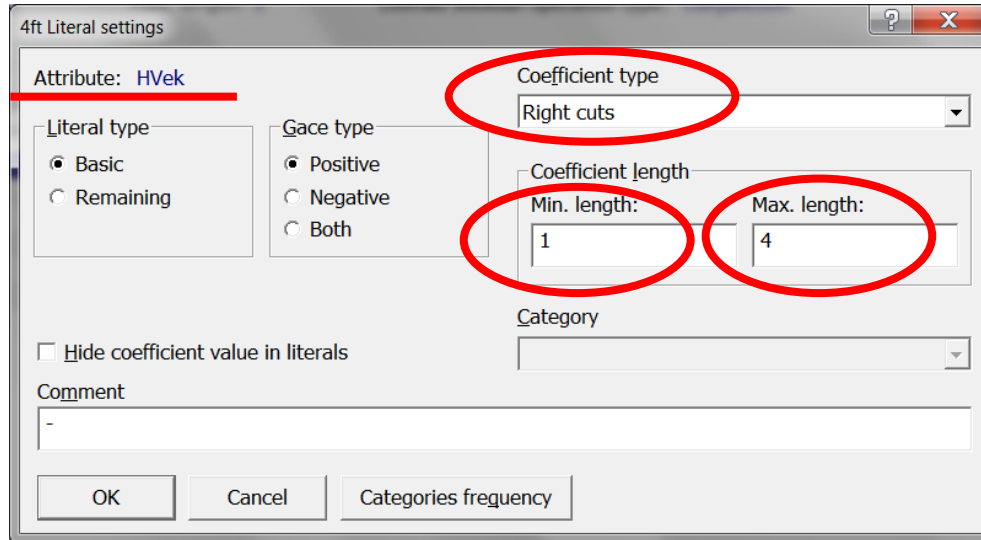 4ft Literal settings
Attribute: HVek
Literal type
Basic
Remaining
Gace type
Positive
Negative
Both
Coefficient type
Right cuts
Coefficient length
Min. length:
Max. length:
1
4
Category
Hide coefficient value in literals
Comment
-
OK
Cancel
Categories frequency